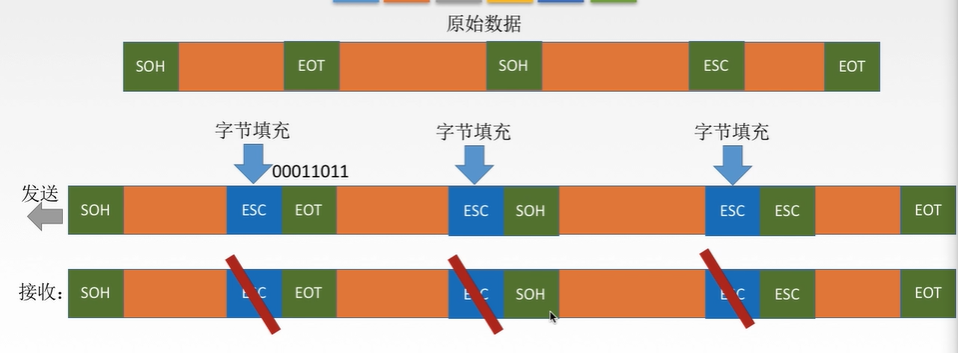 原始数据
SOH EOT SOH ESC EOT
字节填充 字节填充 字节填充
00011011
发送
SOH ESC EOT ESC SOH ESC ESC EOT
接收: SOH ESC EOT ESC SOH ESC ESC EOT